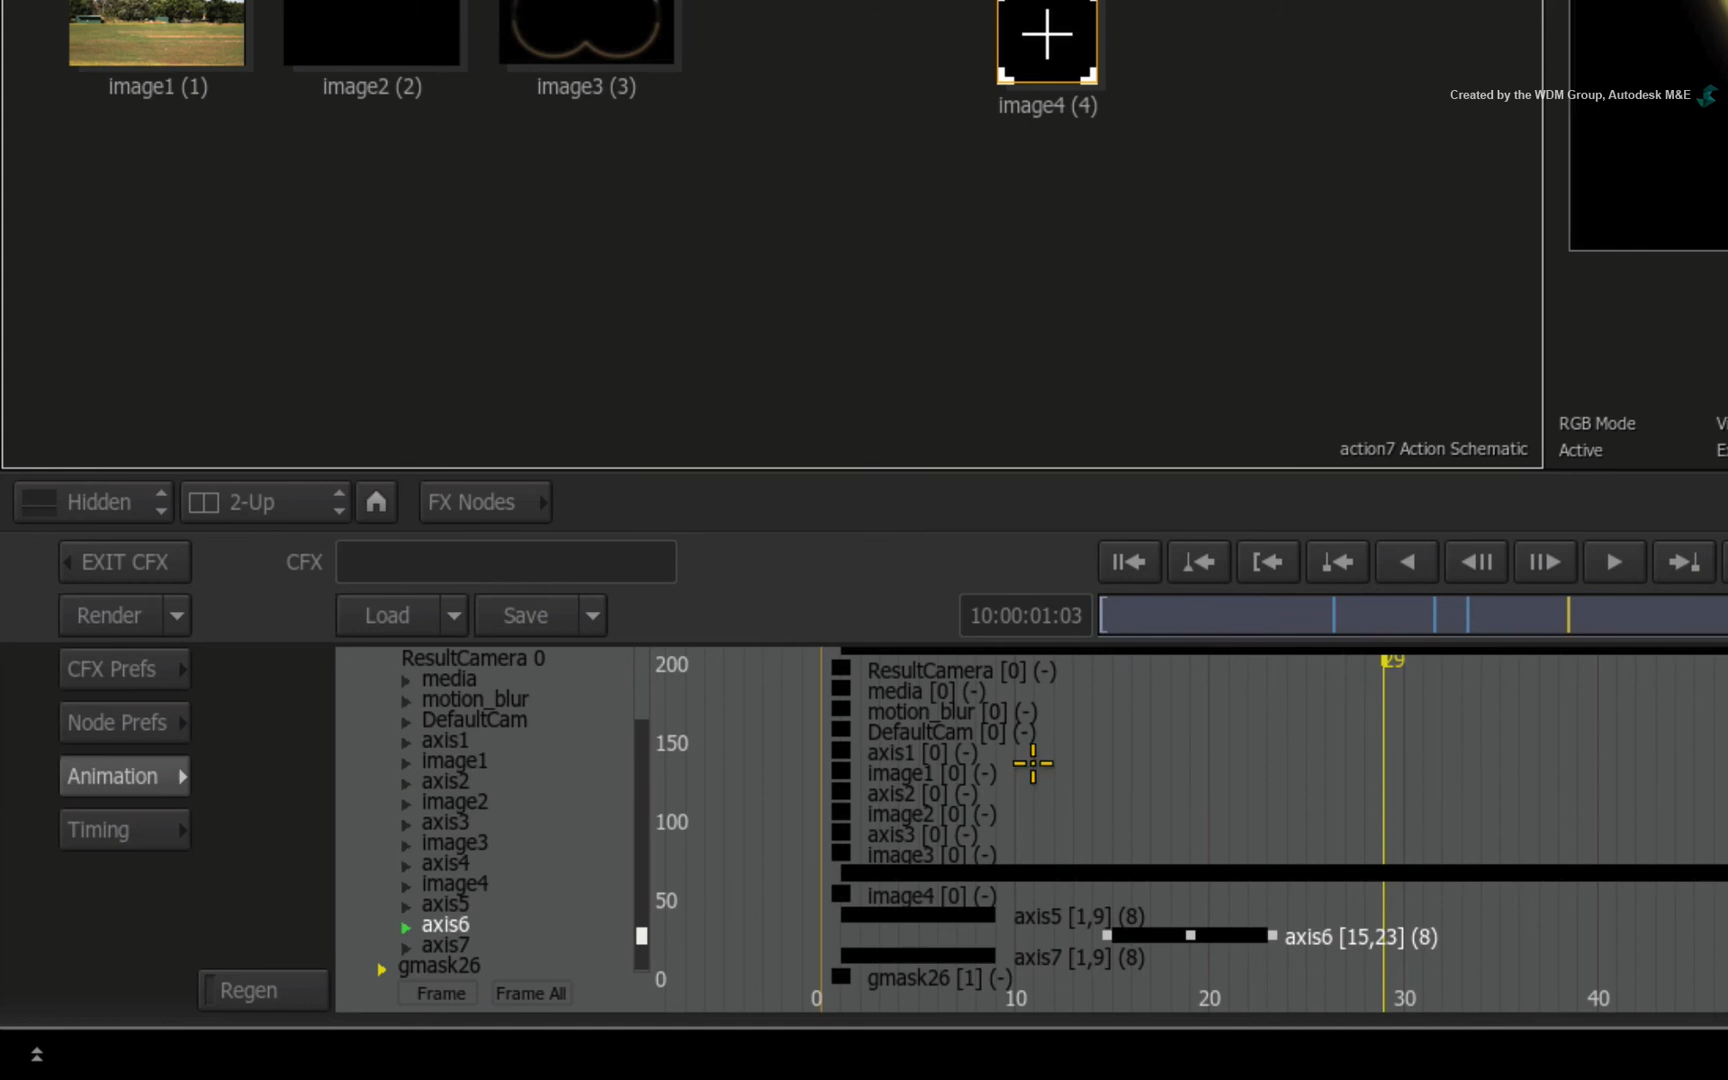 image1 (1)
image2 (2)
image3 (3)
image4 (4)
Created by the WDM Group, Autodesk M&E
RGB Mode
Active
action7 Action Schematic
Hidden
2-Up
FX Nodes
EXIT CFX
CFX
Render
Load
Save
10:00:01:03
CFX Prefs
Node Prefs
Animation
Timing
Regen
ResultCamera 0
media
motion_blur
DefaultCam
axis1
image1
axis2
image2
axis3
image3
axis4
image4
axis5
axis6
axis7
gmask26
Frame
Frame All
200
150
100
50
0
29
ResultCamera [0] (-)
media [0] (-)
motion_blur [0] (-)
DefaultCam [0] (-)
axis1 [0] (-)
image1 [0] (-)
axis2 [0] (-)
image2 [0] (-)
axis3 [0] (-)
image3 [0] (-)
image4 [0] (-)
axis5 [1,9] (8)
axis6 [15,23] (8)
axis7 [1,9] (8)
gmask26 [1] (-)
0
10
20
30
40